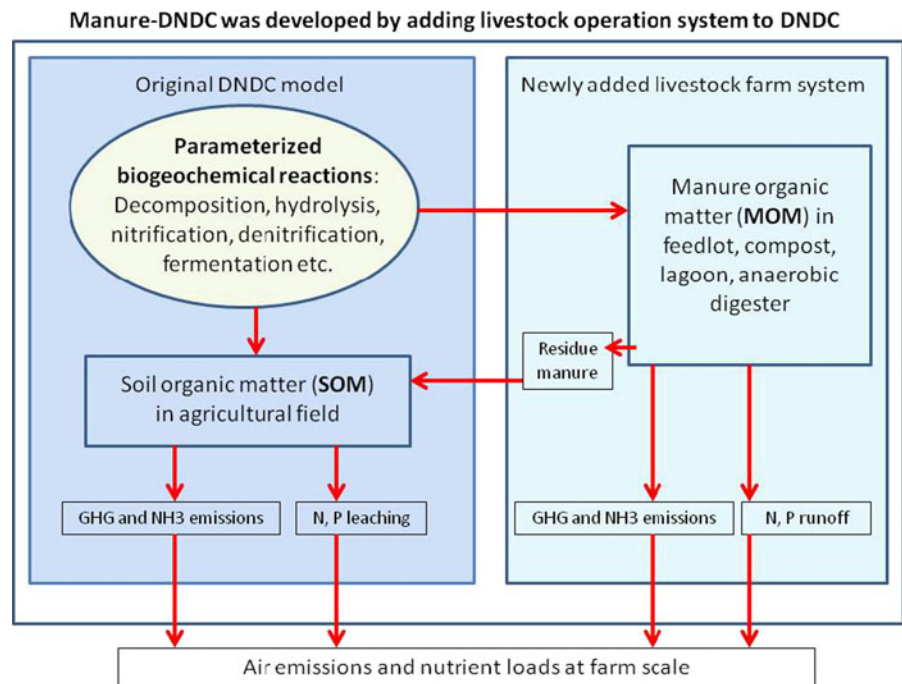 Manure-DNDC was developed by adding livestock operation system to DNDC
Original DNDC model
Parameterized
biogeochemical reactions:
Decomposition, hydrolysis,
nitrification, denitrification,
fermentation etc.
Soil organic matter (SOM)
in agricultural field
GHG and NH3 emissions
N, P leaching
Newly added livestock farm system
Manure organic
matter (MOM) in
feedlot, compost,
lagoon, anaerobic
digester
Residue
manure
GHG and NH3 emissions
N, P runoff
Air emissions and nutrient loads at farm scale